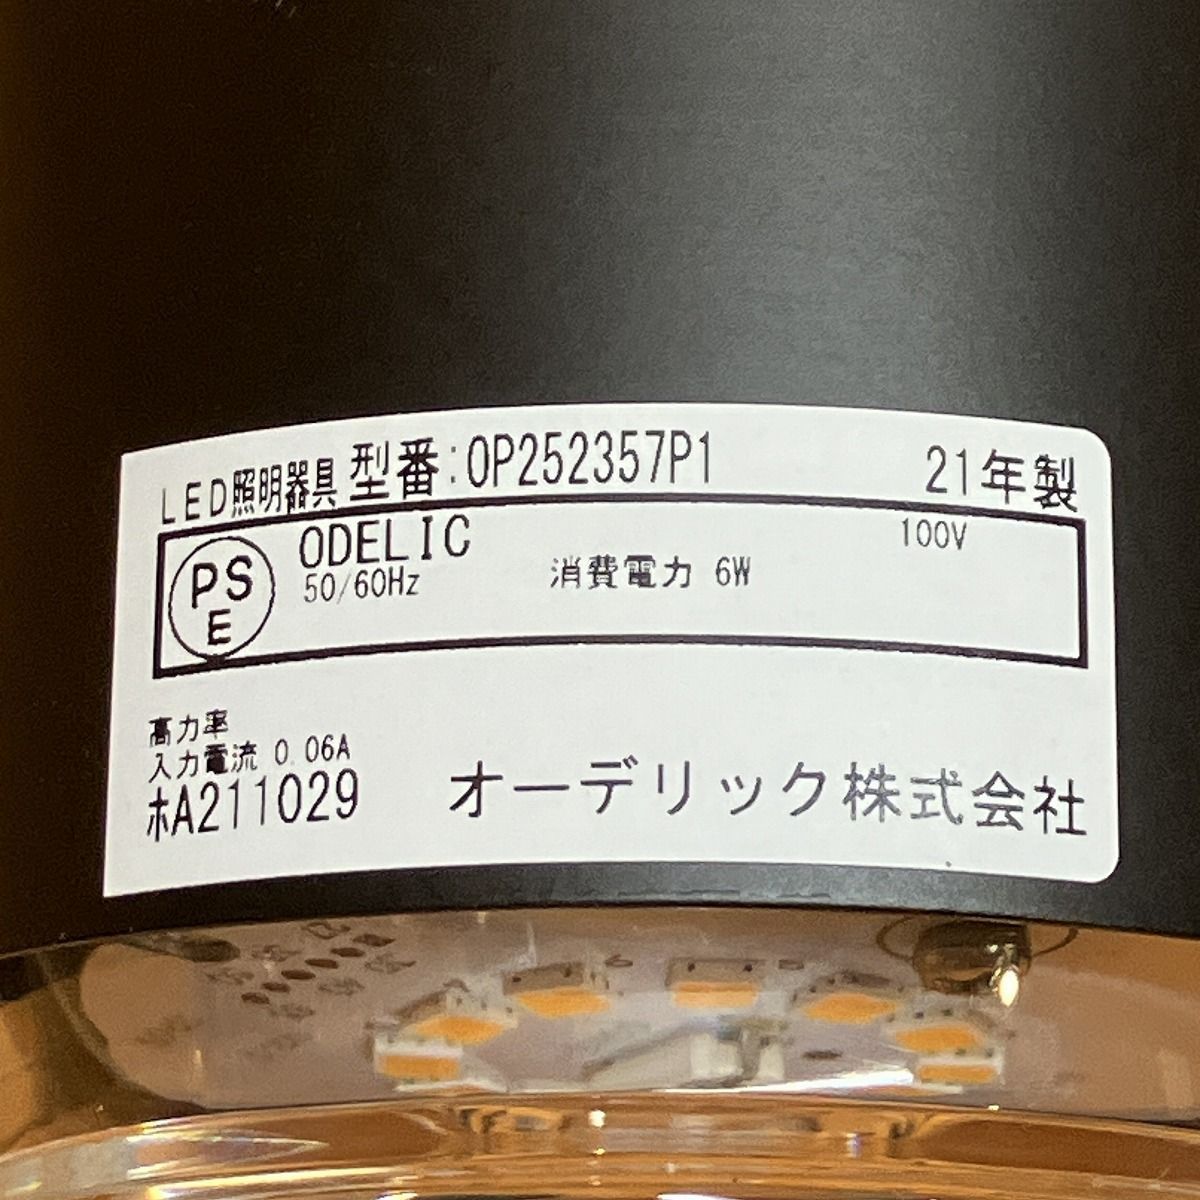 LED照明器具 型番:OP252357P1 21年製
PSE ODELIC 100V
50/60Hz 消費電力 6W
高力率
入力電流 0.06A
ホA211029 オーデリック株式会社